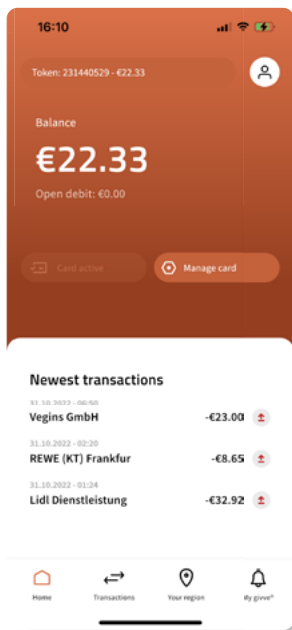 16:10
Token: 231440529 - €22.33
Balance
€22.33
Open debit: €0.00
Card active
Manage card
Newest transactions
31.10.2022 - 06:50
Vegins GmbH -€23.00
31.10.2022 - 02:20
REWE (KT) Frankfur -€8.65
31.10.2022 - 01:24
Lidl Dienstleistung -€32.92
Home Transactions Your region